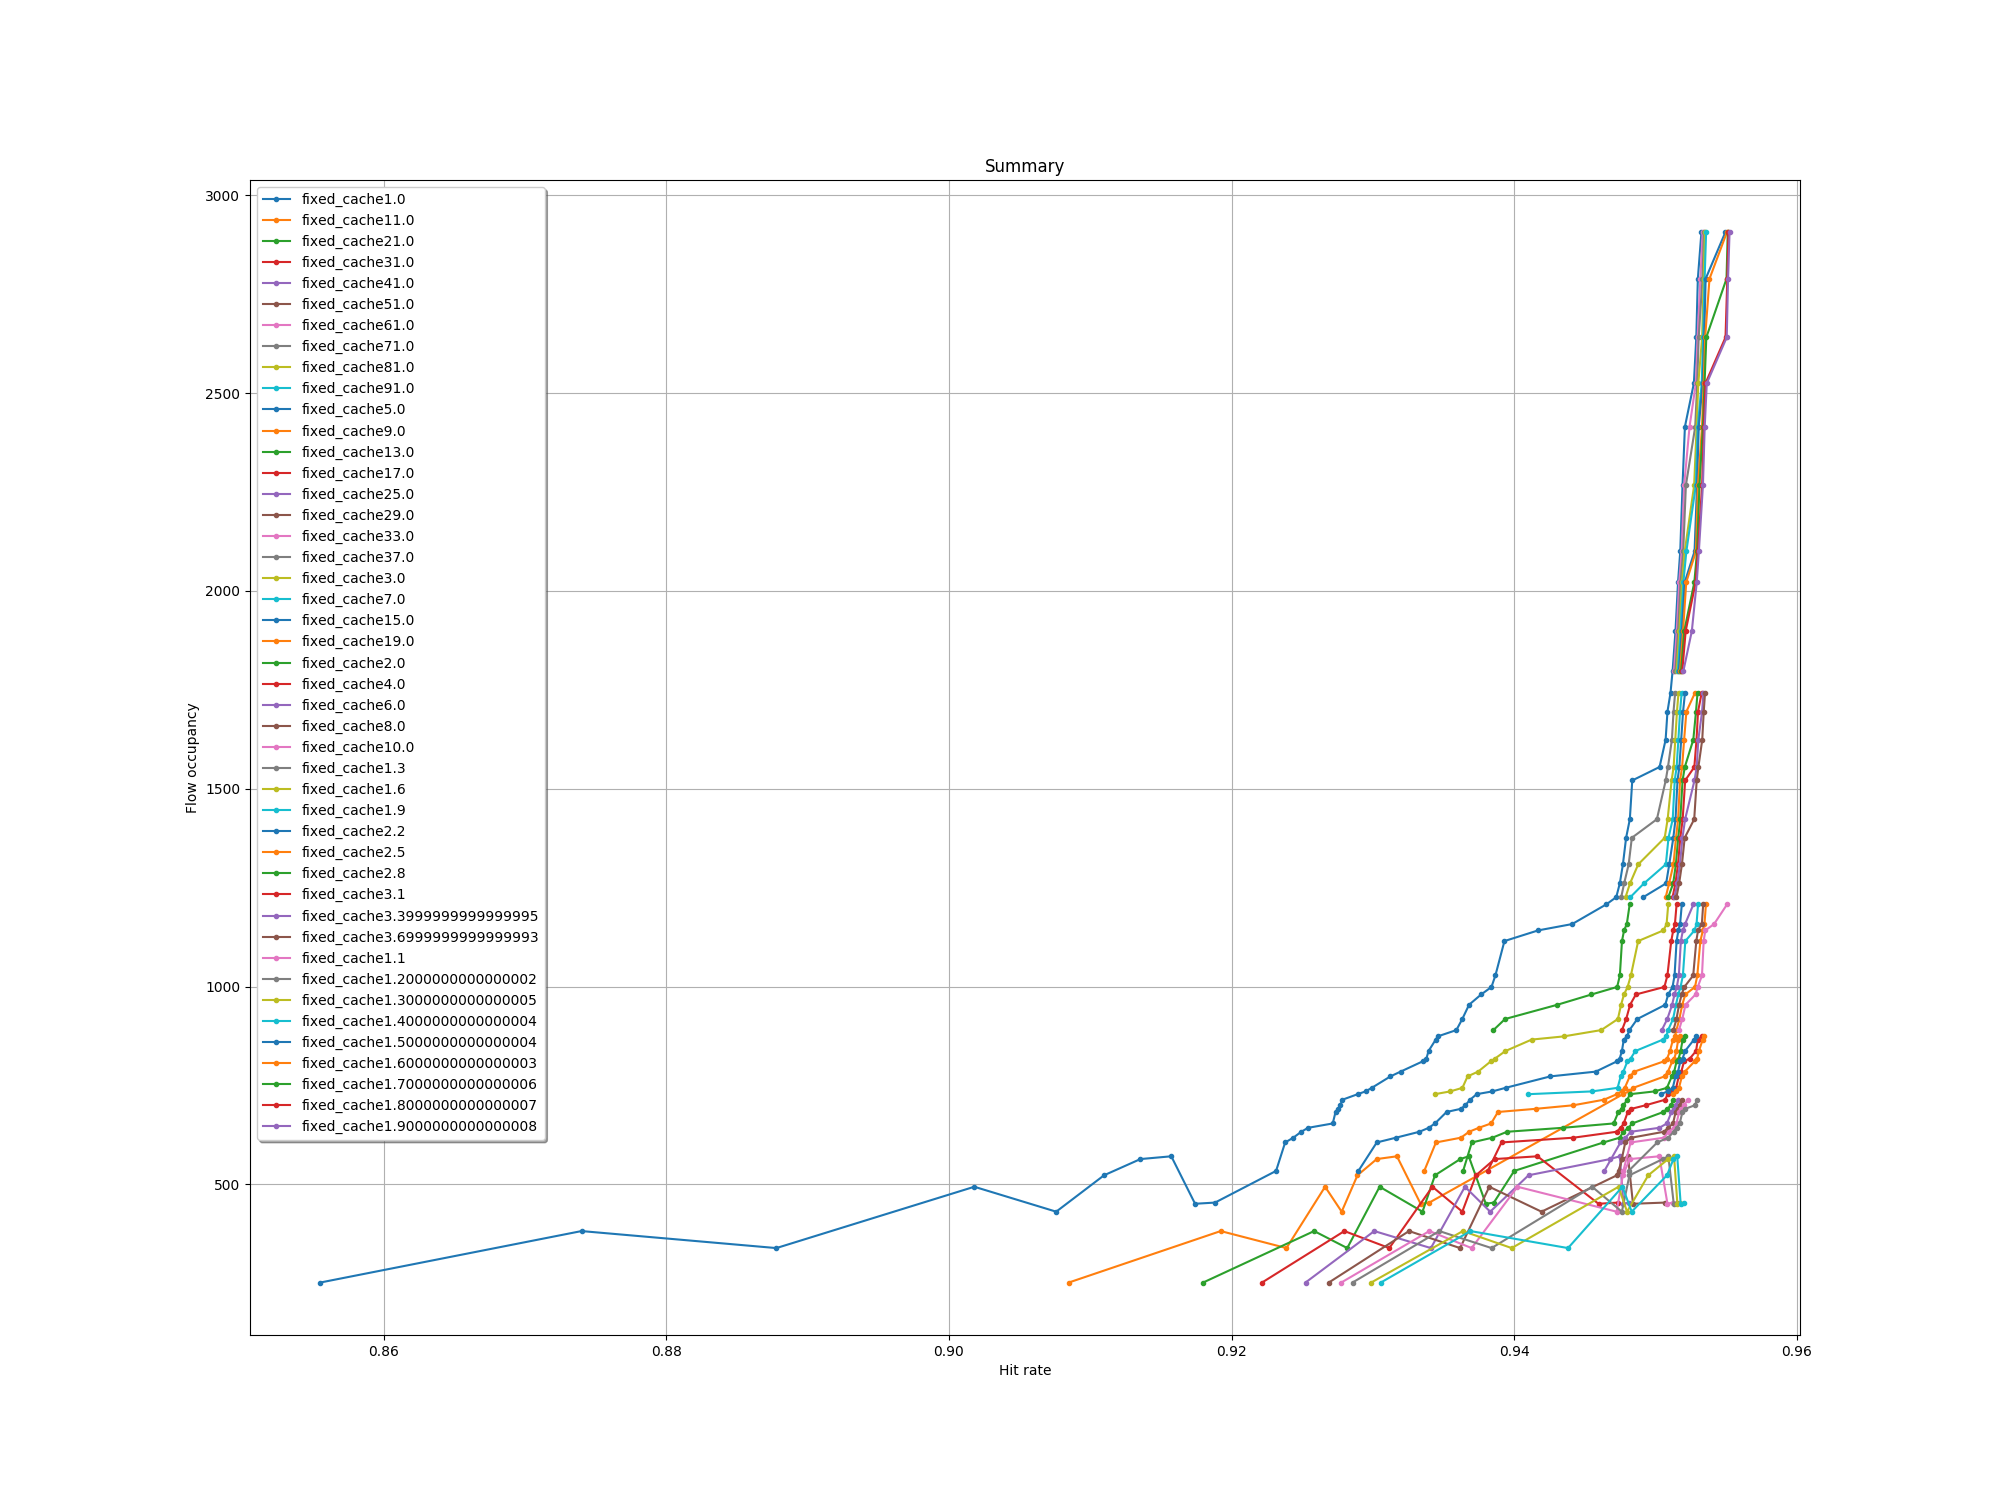 Summary
3000
2500
2000
1500
1000
500
Flow occupancy
fixed_cache1.0
fixed_cache11.0
fixed_cache21.0
fixed_cache31.0
fixed_cache41.0
fixed_cache51.0
fixed_cache61.0
fixed_cache71.0
fixed_cache81.0
fixed_cache91.0
fixed_cache5.0
fixed_cache9.0
fixed_cache13.0
fixed_cache17.0
fixed_cache25.0
fixed_cache29.0
fixed_cache33.0
fixed_cache37.0
fixed_cache3.0
fixed_cache7.0
fixed_cache15.0
fixed_cache19.0
fixed_cache2.0
fixed_cache4.0
fixed_cache6.0
fixed_cache8.0
fixed_cache10.0
fixed_cache1.3
fixed_cache1.6
fixed_cache1.9
fixed_cache2.2
fixed_cache2.5
fixed_cache2.8
fixed_cache3.1
fixed_cache3.3999999999999995
fixed_cache3.6999999999999993
fixed_cache1.1
fixed_cache1.2000000000000002
fixed_cache1.3000000000000005
fixed_cache1.4000000000000004
fixed_cache1.5000000000000004
fixed_cache1.6000000000000003
fixed_cache1.7000000000000006
fixed_cache1.8000000000000007
fixed_cache1.9000000000000008
0.86 0.88 0.90 0.92 0.94 0.96
Hit rate